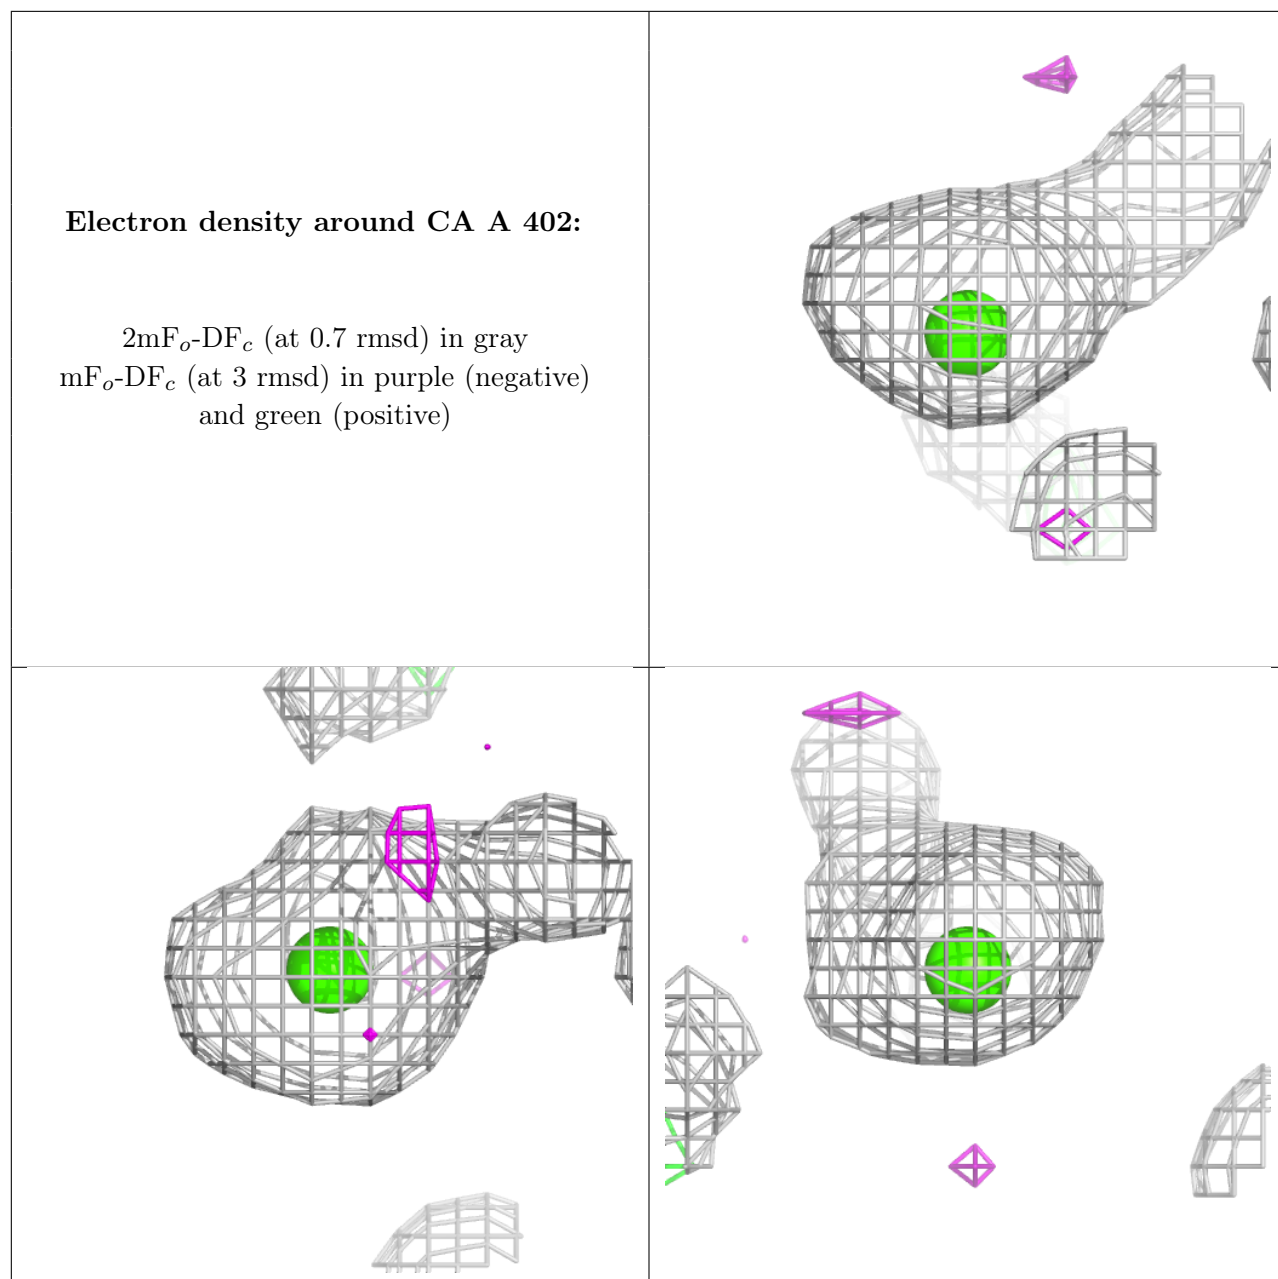 Electron density around CA A 402:
2mFo-DFc (at 0.7 rmsd) in gray
mFo-DFc (at 3 rmsd) in purple (negative)
and green (positive)